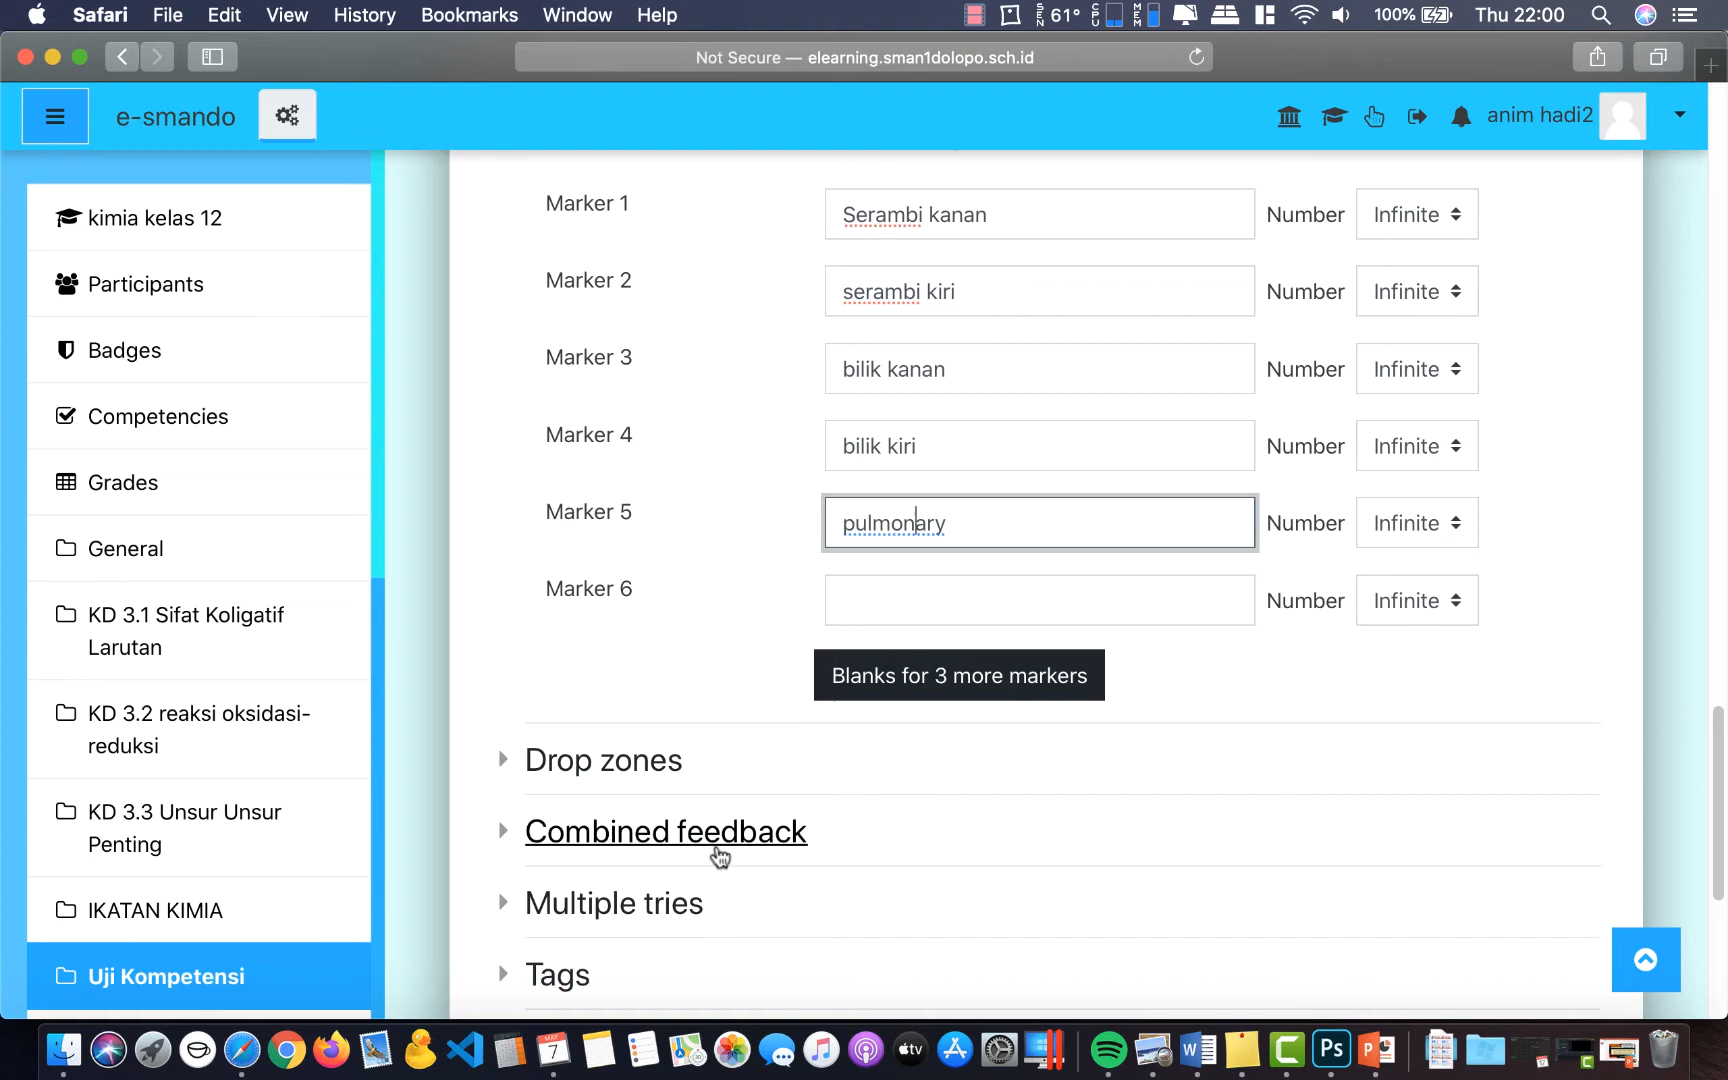 Safari File Edit View History Bookmarks Window Help 61° 100% Thu 22:00
Not Secure — elearning.sman1dolopo.sch.id
e-smando anim hadi2
kimia kelas 12
Participants
Badges
Competencies
Grades
General
KD 3.1 Sifat Koligatif
Larutan
KD 3.2 reaksi oksidasi-
reduksi
KD 3.3 Unsur Unsur
Penting
IKATAN KIMIA
Uji Kompetensi
Marker 1 Serambi kanan Number Infinite
Marker 2 serambi kiri Number Infinite
Marker 3 bilik kanan Number Infinite
Marker 4 bilik kiri Number Infinite
Marker 5 pulmonary Number Infinite
Marker 6 Number Infinite
Blanks for 3 more markers
Drop zones
Combined feedback
Multiple tries
Tags